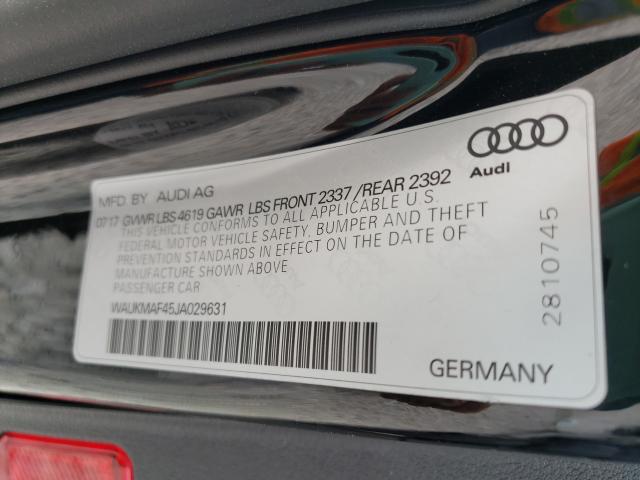 Audi
MFD BY AUDI AG
0717 GVWR LBS 4619 GAWR LBS FRONT 2337 /REAR 2392
THIS VEHICLE CONFORMS TO ALL APPLICABLE U.S.
FEDERAL MOTOR VEHICLE SAFETY, BUMPER AND THEFT
PREVENTION STANDARDS IN EFFECT ON THE DATE OF
MANUFACTURE SHOWN ABOVE
PASSENGER CAR
WAUKMAF45JA029631
GERMANY
2810745